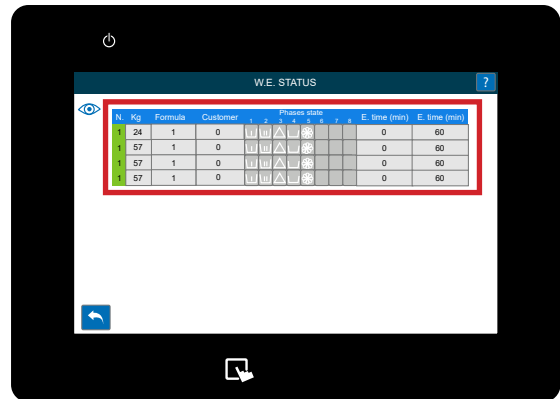 W.E. STATUS ?
Phases state
N. Kg Formula Customer 1 2 3 4 5 6 7 8 E. time (min) E. time (min)
1 24 1 0 0 60
1 57 1 0 0 60
1 57 1 0 0 60
1 57 1 0 0 60